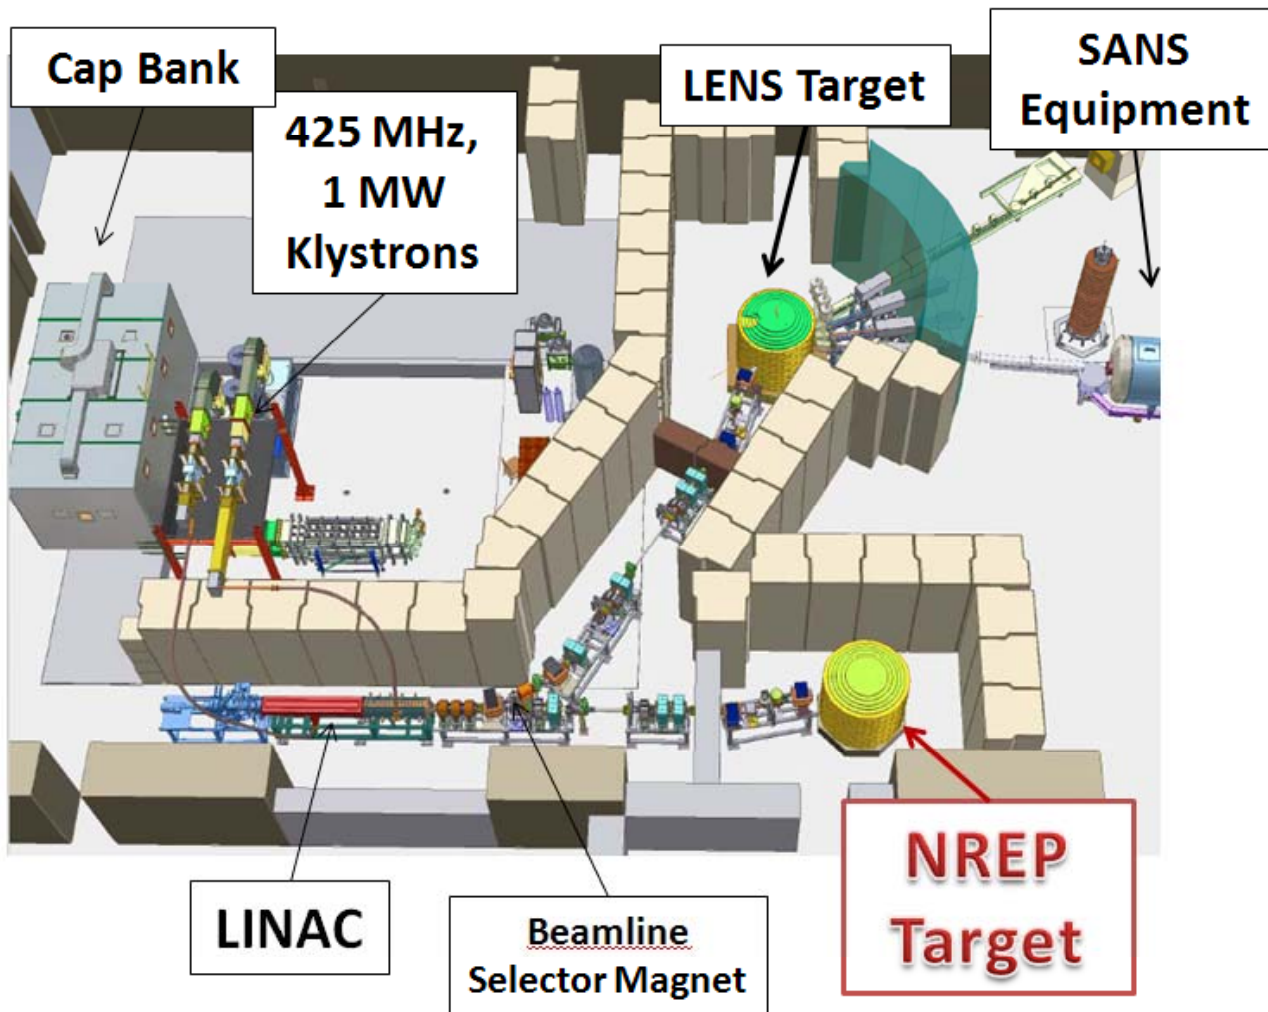 Cap Bank
425 MHz,
1 MW
Klystrons
LENS Target
SANS
Equipment
LINAC
Beamline
Selector Magnet
NREP
Target